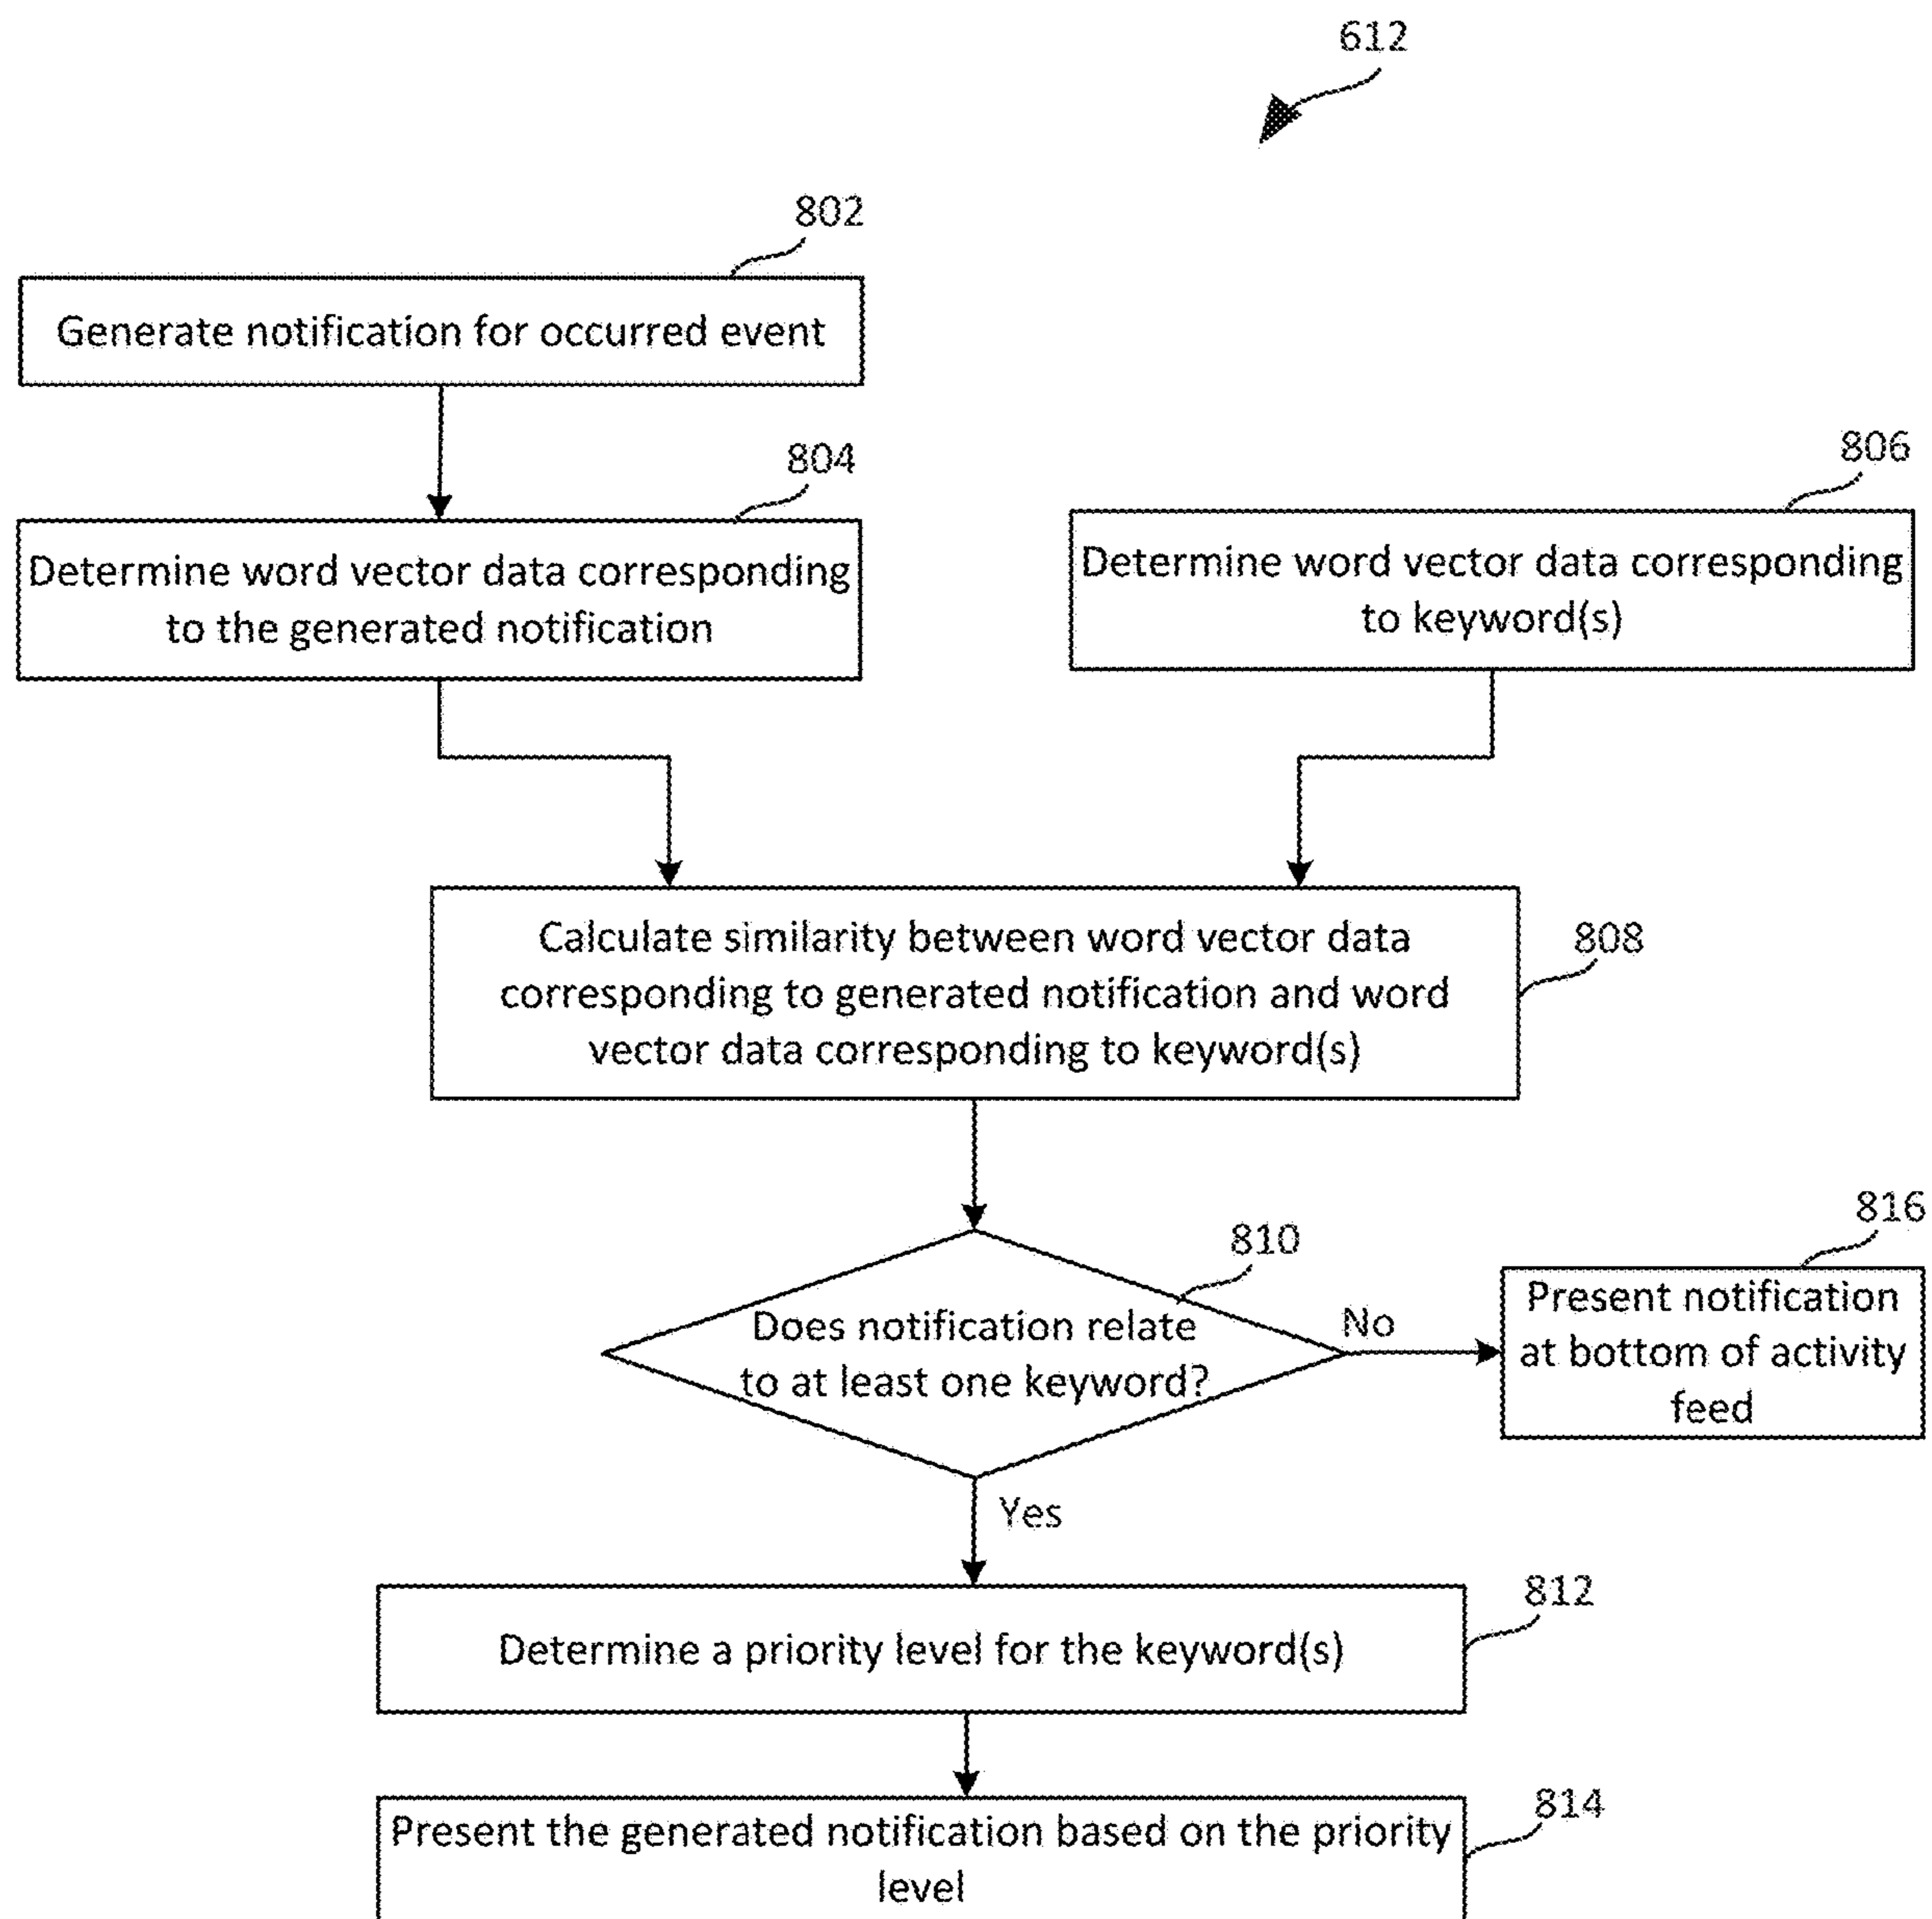 612
802
Generate notification for occurred event
804
Determine word vector data corresponding
to the generated notification
806
Determine word vector data corresponding
to keyword(s)
Calculate similarity between word vector data
corresponding to generated notification and word
vector data corresponding to keyword(s)
808
810
Does notification relate
to at least one keyword?
No
816
Present notification
at bottom of activity
feed
Yes
812
Determine a priority level for the keyword(s)
814
Present the generated notification based on the priority
level